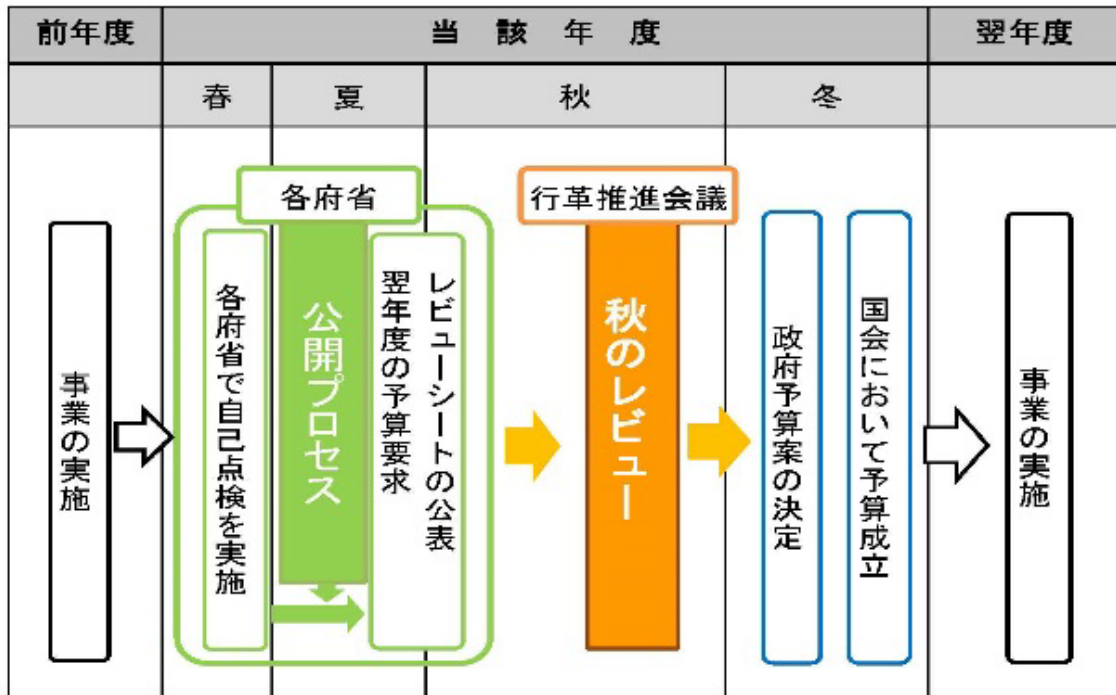 前年度
当該年度
翌年度
春
夏
秋
冬
各府省
行革推進会議
事業の実施
各府省で自己点検を実施
公開プロセス
レビューシートの公表
翌年度の予算要求
秋のレビュー
政府予算案の決定
国会において予算成立
事業の実施